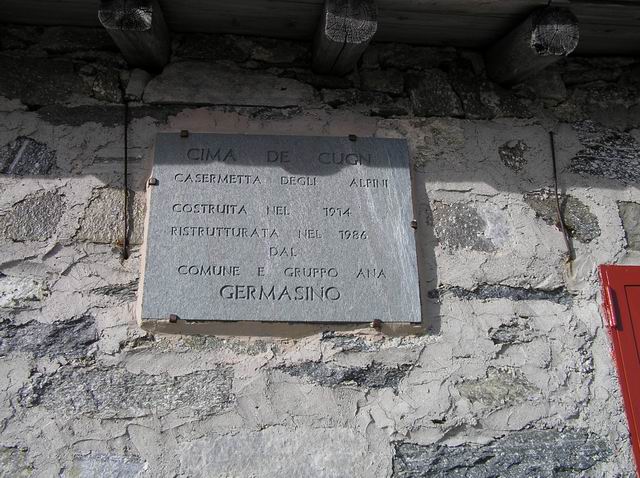 CIMA DE CUGN
CASERMETTA DEGLI ALPINI
COSTRUITA NEL 1914
RISTRUTTURATA NEL 1986
DAL
COMUNE E GRUPPO ANA
GERMASINO